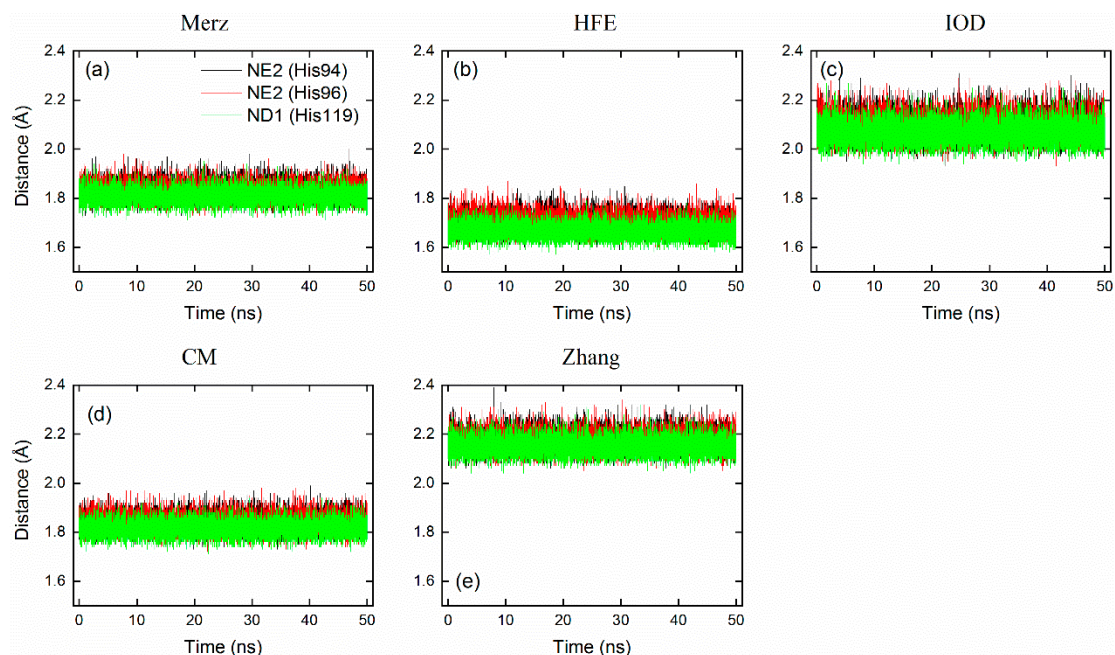 Merz
HFE
IOD
(a)
NE2 (His94)
NE2 (His96)
ND1 (His119)
2.4
2.2
2.0
1.8
1.6
Distance (Å)
0 10 20 30 40 50
Time (ns)
(b)
2.4
2.2
2.0
1.8
1.6
0 10 20 30 40 50
Time (ns)
(c)
2.4
2.2
2.0
1.8
1.6
0 10 20 30 40 50
Time (ns)
CM
Zhang
(d)
2.4
2.2
2.0
1.8
1.6
Distance (Å)
0 10 20 30 40 50
Time (ns)
(e)
2.4
2.2
2.0
1.8
1.6
0 10 20 30 40 50
Time (ns)